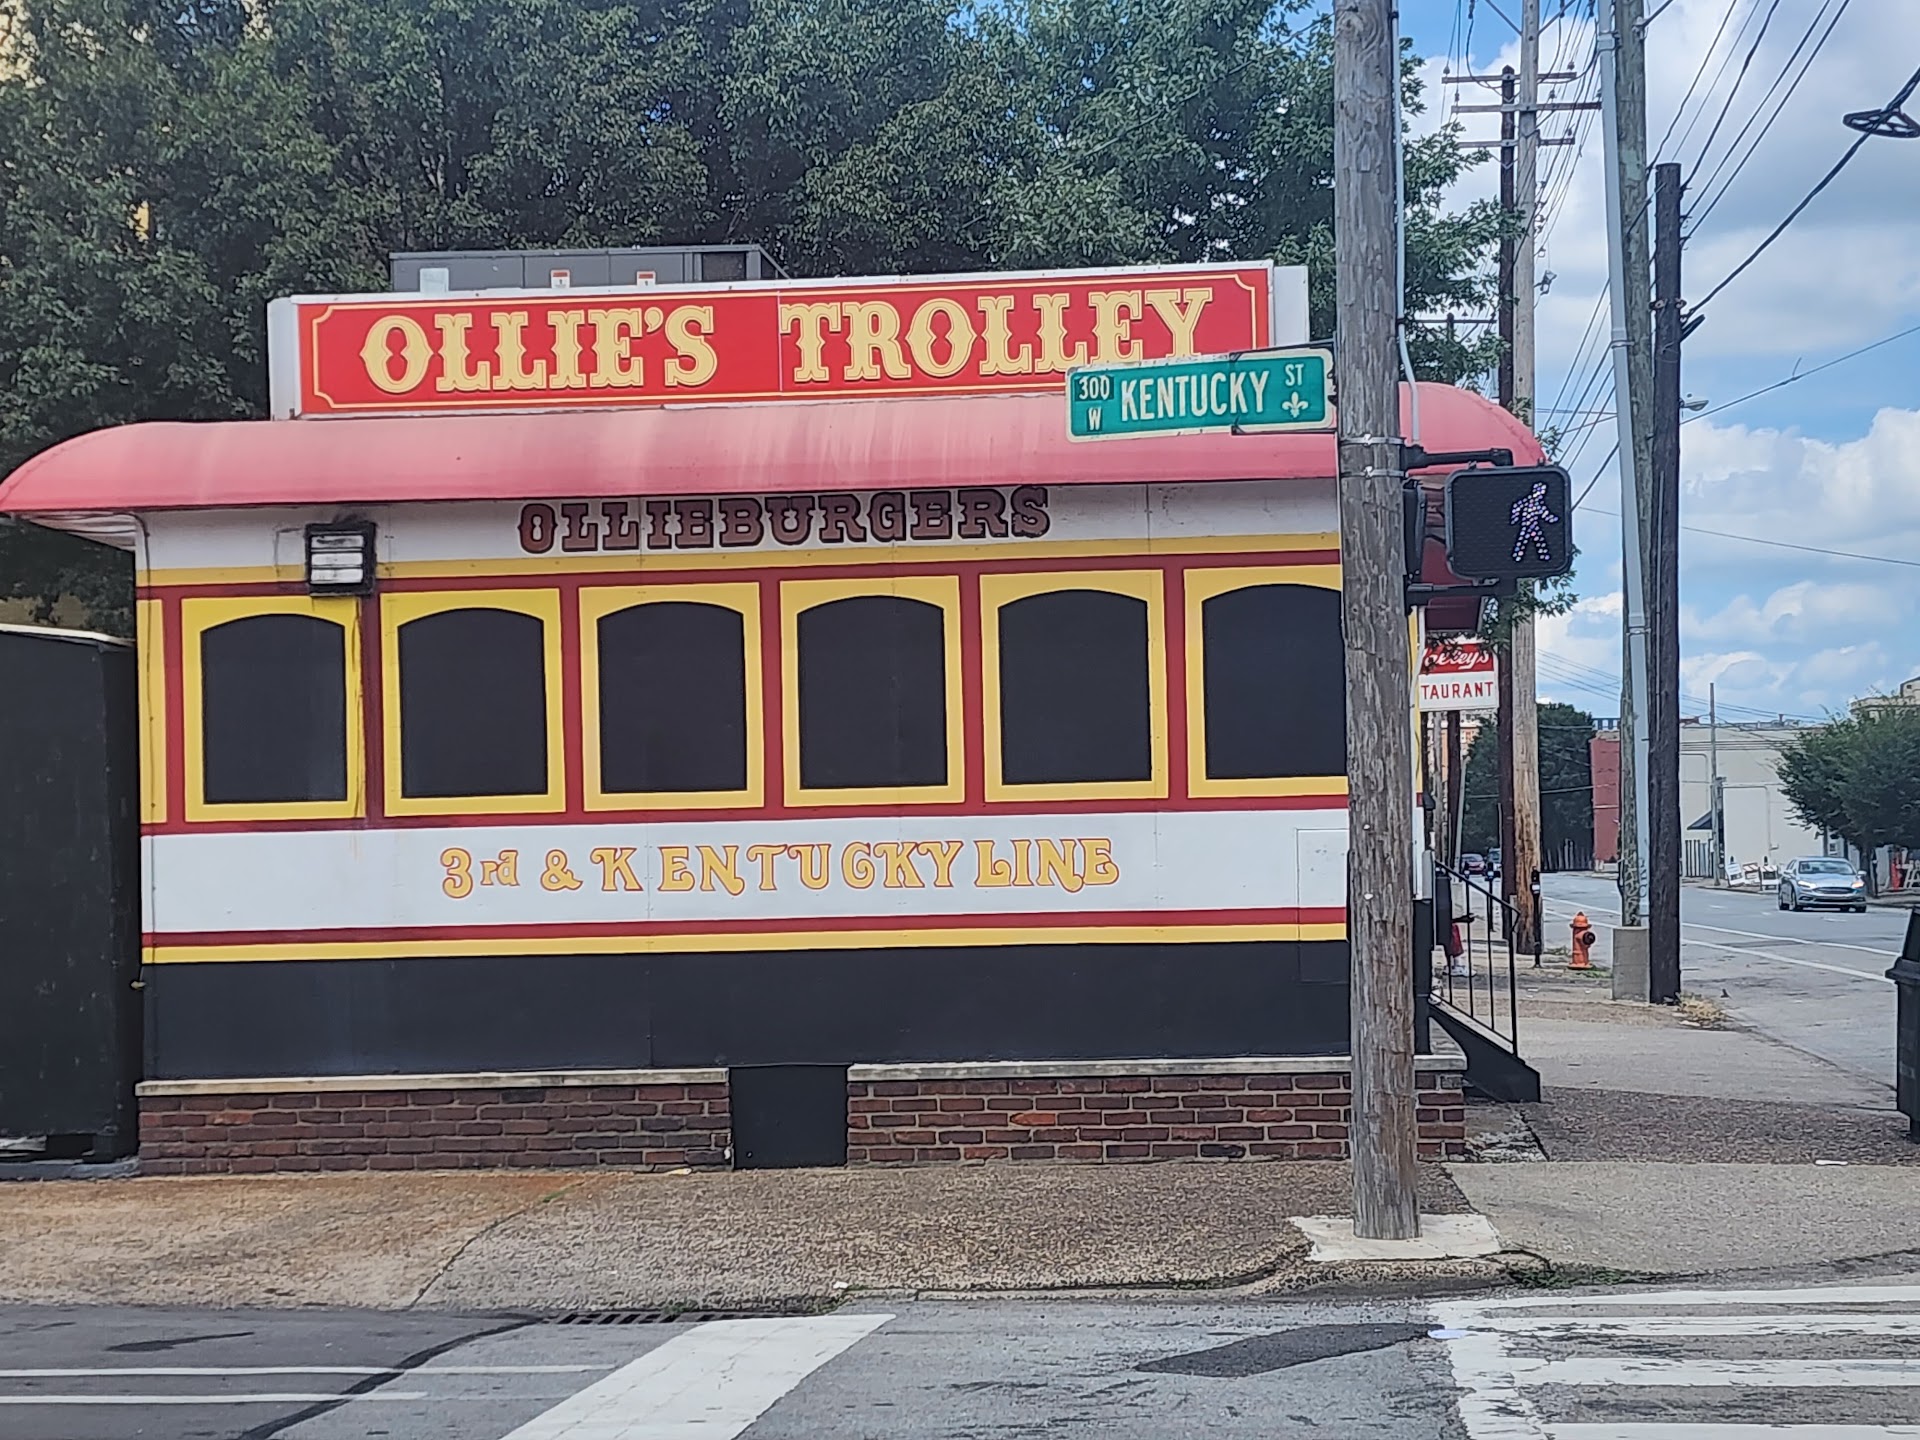 OLLIE'S TROLLEY
300 W KENTUCKY ST
OLLIEBURGERS
TAURANT
3rd & KENTUCKY LINE